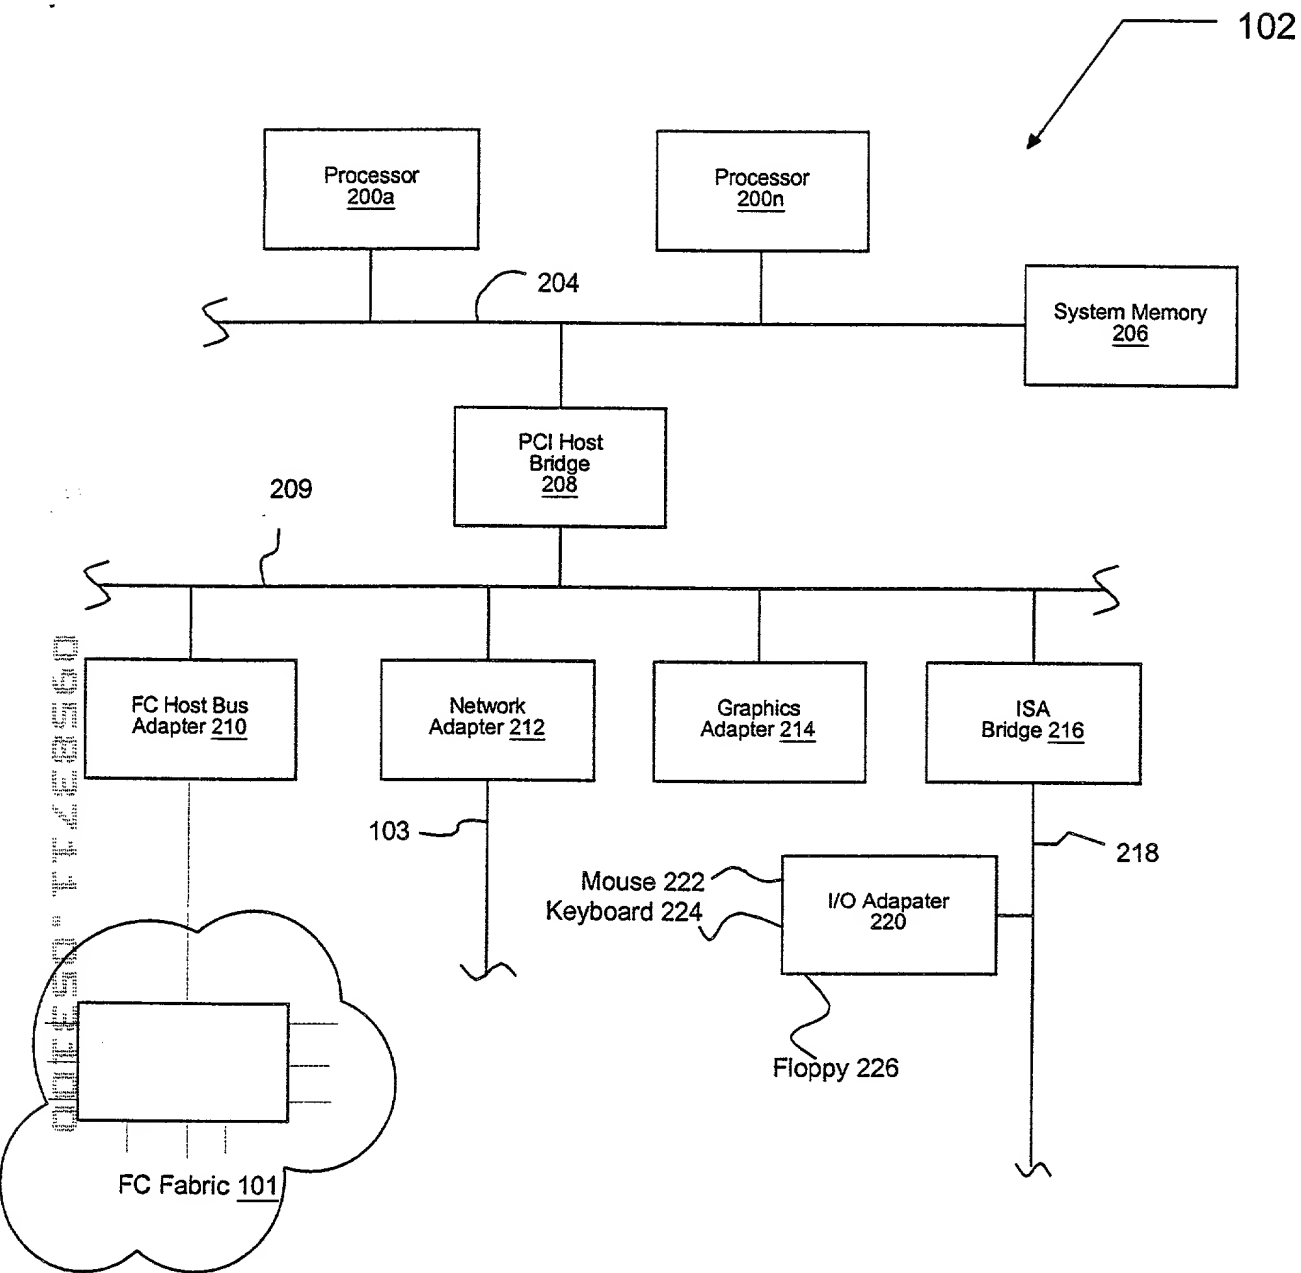 102
Processor
200a
Processor
200n
204
System Memory
206
PCI Host
Bridge
208
209
FC Host Bus
Adapter 210
Network
Adapter 212
Graphics
Adapter 214
ISA
Bridge 216
103
218
Mouse 222
Keyboard 224
I/O Adapater
220
Floppy 226
FC Fabric 101